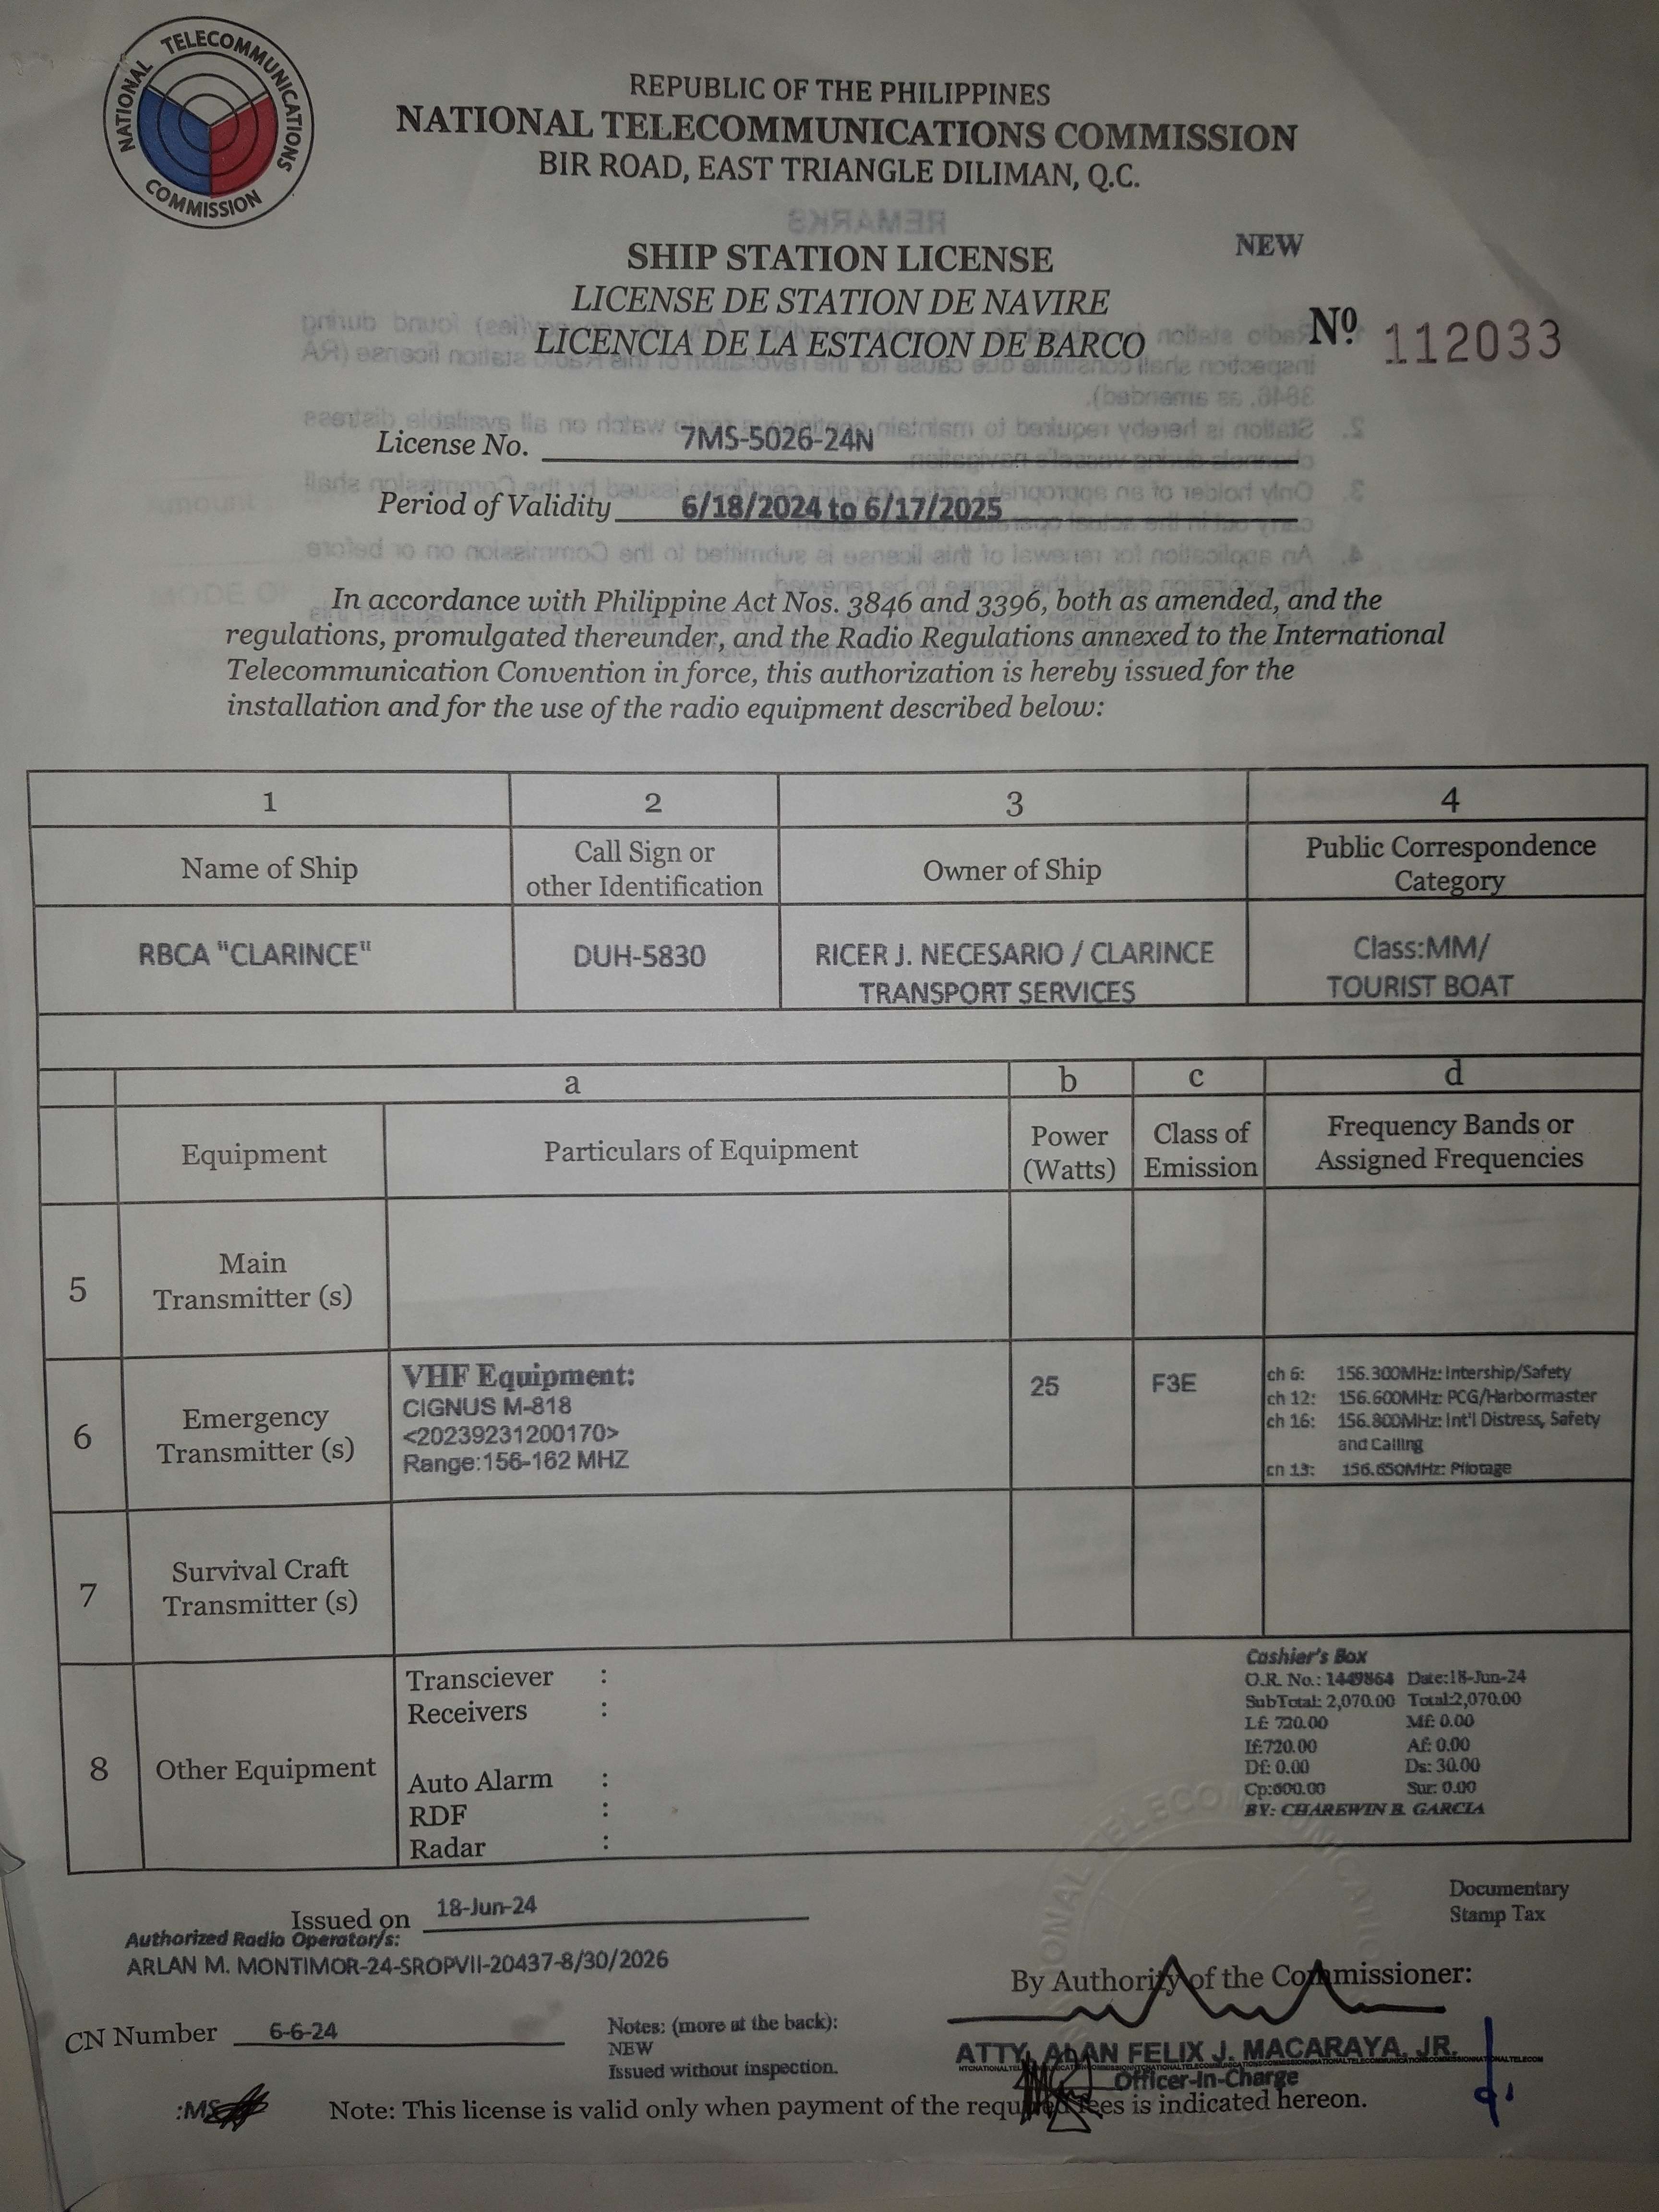 NATIONAL TELECOMMUNICATIONS COMMISSION
REPUBLIC OF THE PHILIPPINES
NATIONAL TELECOMMUNICATIONS COMMISSION
BIR ROAD, EAST TRIANGLE DILIMAN, Q.C.
REMARKS
SHIP STATION LICENSE
NEW
LICENSE DE STATION DE NAVIRE
LICENCIA DE LA ESTACION DE BARCO
Nº 112033
License No. 7MS-5026-24N
Period of Validity 6/18/2024 to 6/17/2025
In accordance with Philippine Act Nos. 3846 and 3396, both as amended, and the
regulations, promulgated thereunder, and the Radio Regulations annexed to the International
Telecommunication Convention in force, this authorization is hereby issued for the
installation and for the use of the radio equipment described below:
1 2 3 4
Name of Ship
Call Sign or
other Identification
Owner of Ship
Public Correspondence
Category
RBCA "CLARINCE"
DUH-5830
RICER J. NECESARIO / CLARINCE
TRANSPORT SERVICES
Class:MM/
TOURIST BOAT
a b c d
Equipment
Particulars of Equipment
Power
(Watts)
Class of
Emission
Frequency Bands or
Assigned Frequencies
5
Main
Transmitter (s)
6
Emergency
Transmitter (s)
VHF Equipment:
CIGNUS M-818
<20239231200170>
Range:156-162 MHZ
25
F3E
ch 6: 156.300MHz: Intership/Safety
ch 12: 156.600MHz: PCG/Harbormaster
ch 16: 156.800MHz: Int'l Distress, Safety
and Calling
ch 13: 156.650MHz: Pilotage
7
Survival Craft
Transmitter (s)
8
Other Equipment
Transciever :
Receivers :
Auto Alarm :
RDF :
Radar :
Cashier's Box
O.R. No.: 1449864 Date:18-Jun-24
SubTotal: 2,070.00 Total:2,070.00
Lf: 720.00 Mf: 0.00
If:720.00 Af: 0.00
Df: 0.00 Ds: 30.00
Cp:600.00 Sur: 0.00
BY: CHAREWIN B. GARCIA
Issued on 18-Jun-24
Documentary
Stamp Tax
Authorized Radio Operator/s:
ARLAN M. MONTIMOR-24-SROPVII-20437-8/30/2026
By Authority of the Commissioner:
CN Number 6-6-24
Notes: (more at the back):
NEW
Issued without inspection.
ATTY. ALAN FELIX J. MACARAYA, JR.
Officer-In-Charge
:MS
Note: This license is valid only when payment of the required fees is indicated hereon.